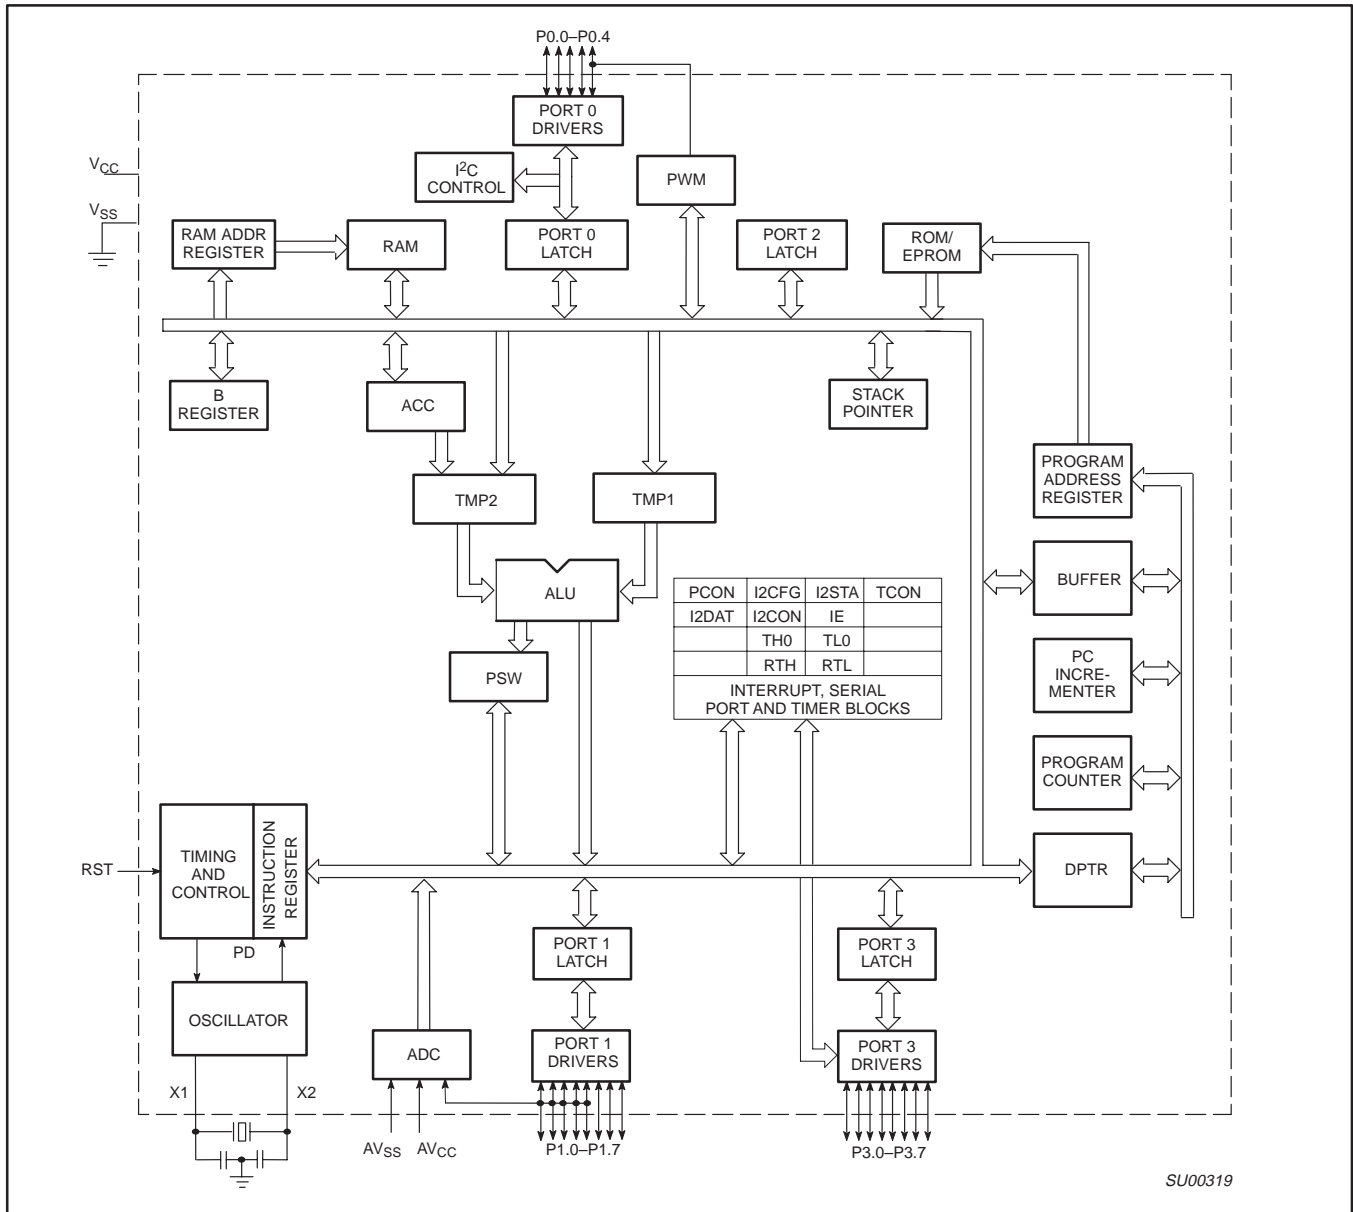 P0.0–P0.4
PORT 0
DRIVERS
VCC
I2C
CONTROL
PWM
VSS
RAM ADDR
REGISTER
RAM
PORT 0
LATCH
PORT 2
LATCH
ROM/
EPROM
B
REGISTER
ACC
STACK
POINTER
PROGRAM
ADDRESS
REGISTER
TMP2
TMP1
ALU
BUFFER
PCON I2CFG I2STA TCON
I2DAT I2CON IE
TH0 TL0
RTH RTL
INTERRUPT, SERIAL
PORT AND TIMER BLOCKS
PSW
PC
INCRE-
MENTER
PROGRAM
COUNTER
RST
TIMING
AND
CONTROL
INSTRUCTION
REGISTER
DPTR
PD
PORT 1
LATCH
PORT 3
LATCH
OSCILLATOR
ADC
PORT 1
DRIVERS
PORT 3
DRIVERS
X1
X2
AVSS
AVCC
P1.0–P1.7
P3.0–P3.7
SU00319